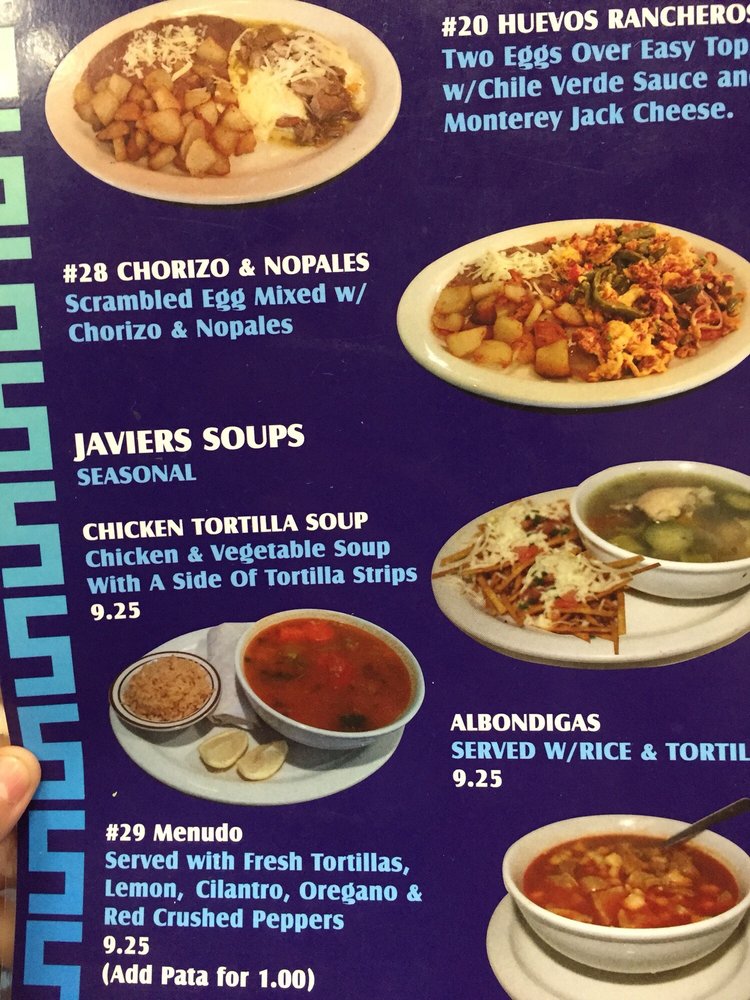 #20 HUEVOS RANCHEROS
Two Eggs Over Easy Top
w/Chile Verde Sauce an
Monterey Jack Cheese.
#28 CHORIZO & NOPALES
Scrambled Egg Mixed w/
Chorizo & Nopales
JAVIERS SOUPS
SEASONAL
CHICKEN TORTILLA SOUP
Chicken & Vegetable Soup
With A Side Of Tortilla Strips
9.25
ALBONDIGAS
SERVED W/RICE & TORTIL
9.25
#29 Menudo
Served with Fresh Tortillas,
Lemon, Cilantro, Oregano &
Red Crushed Peppers
9.25
(Add Pata for 1.00)